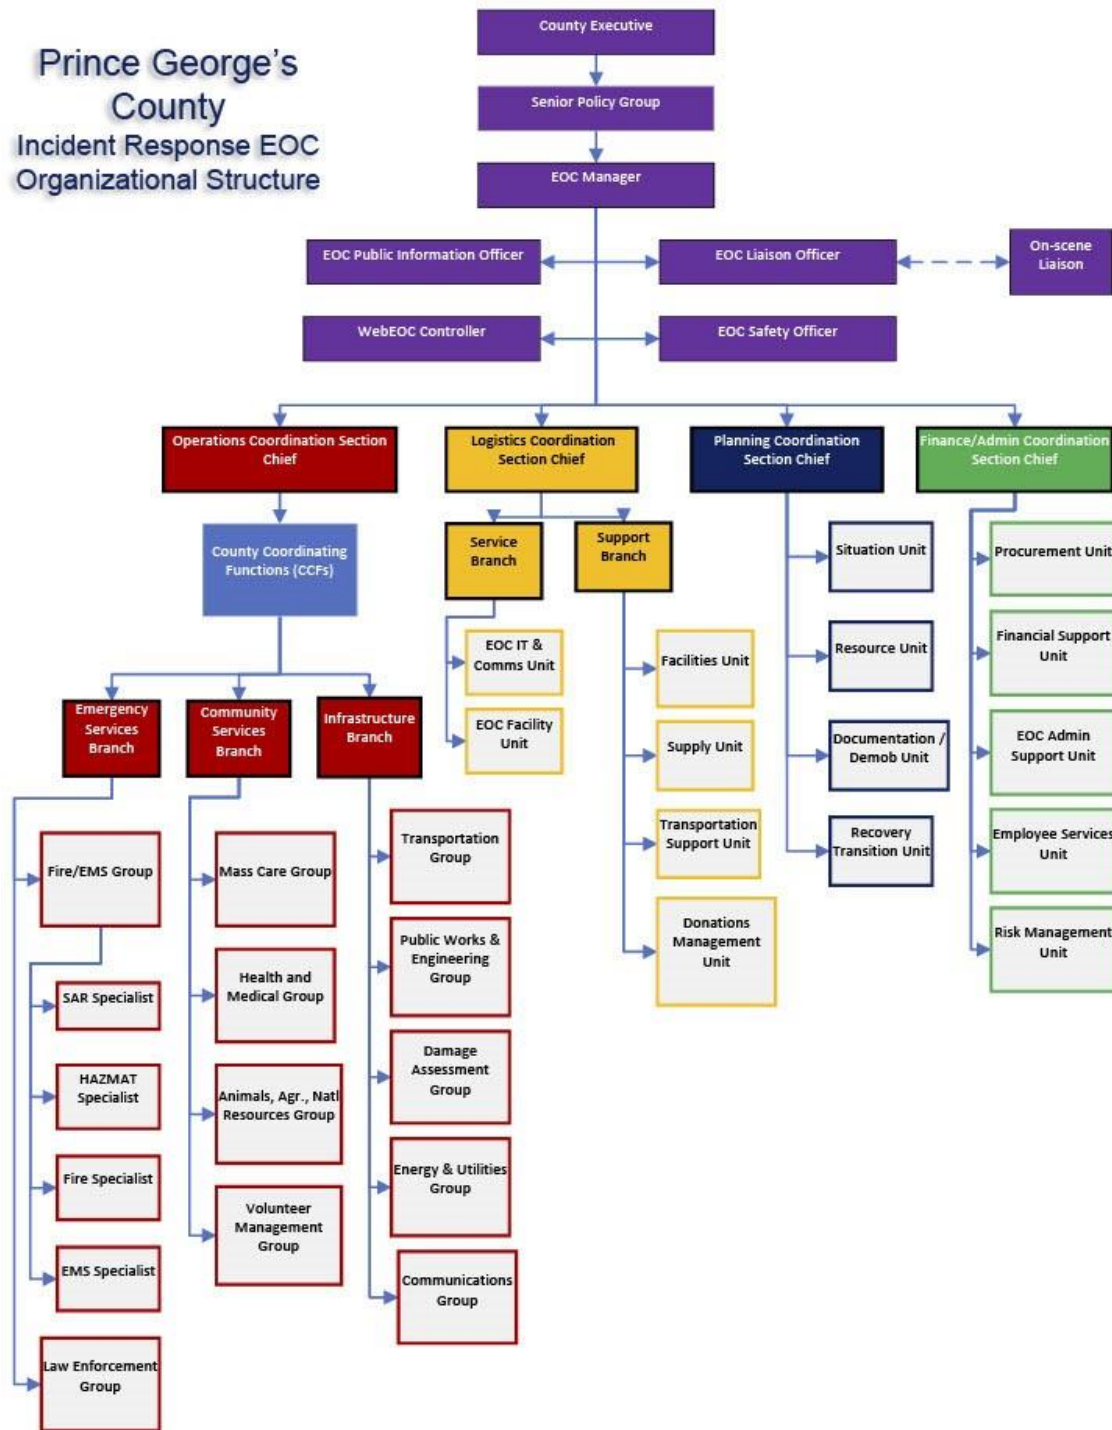 Prince George's
County
Incident Response EOC
Organizational Structure
County Executive
Senior Policy Group
EOC Manager
EOC Public Information Officer
EOC Liaison Officer
On-scene
Liaison
WebEOC Controller
EOC Safety Officer
Operations Coordination Section
Chief
Logistics Coordination
Section Chief
Planning Coordination
Section Chief
Finance/Admin Coordination
Section Chief
County Coordinating
Functions (CCFs)
Service
Branch
Support
Branch
Situation Unit
Procurement Unit
EOC IT &
Comms Unit
Facilities Unit
Resource Unit
Financial Support
Unit
Emergency
Services
Branch
Community
Services
Branch
Infrastructure
Branch
EOC Facility
Unit
Supply Unit
Documentation /
Demob Unit
EOC Admin
Support Unit
Fire/EMS Group
Mass Care Group
Transportation
Group
Transportation
Support Unit
Recovery
Transition Unit
Employee Services
Unit
Public Works &
Engineering
Group
Donations
Management
Unit
Risk Management
Unit
SAR Specialist
Health and
Medical Group
HAZMAT
Specialist
Animals, Agr., Natl
Resources Group
Damage
Assessment
Group
Fire Specialist
Energy & Utilities
Group
EMS Specialist
Volunteer
Management
Group
Communications
Group
Law Enforcement
Group